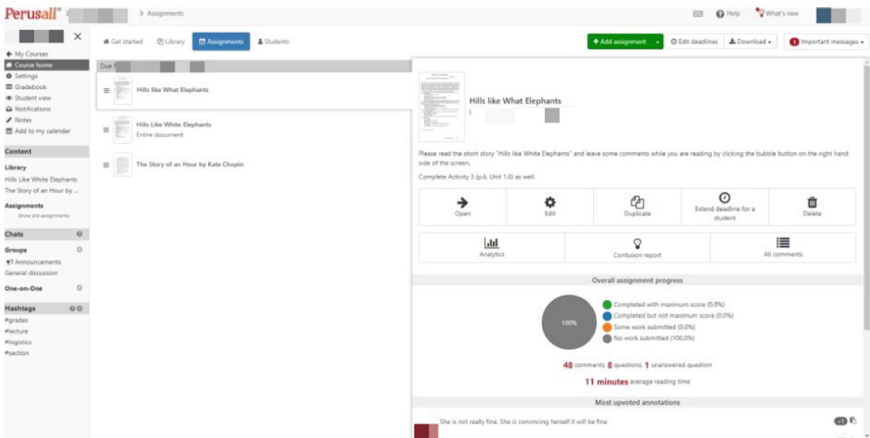 Perusall
> Assignments
Help
What's new
Get started
Library
Assignments
Students
+ Add assignment
Edit deadlines
Download
1 Important messages
My Courses
Course home
Settings
Gradebook
Student view
Notifications
Notes
Add to my calendar
Content
Library
Hills Like White Elephants
The Story of an Hour by ...
Assignments
Show old assignments
Chats
Groups
Announcements
General discussion
One-on-One
Hashtags
#grades
#lecture
#logistics
#section
Due
Hills like What Elephants
Hills Like White Elephants
Entire document
The Story of an Hour by Kate Chopin
Hills like What Elephants
Please read the short story "Hills like White Elephants" and leave some comments while you are reading by clicking the bubble button on the right hand
side of the screen.
Complete Activity 3 (p.6, Unit 1,8) as well.
Open
Edit
Duplicate
Extend deadline for a
student
Delete
Analytics
Confusion report
All comments
Overall assignment progress
100%
Completed with maximum score (0.0%)
Completed but not maximum score (0.0%)
Some work submitted (0.0%)
No work submitted (100.0%)
48 comments, 8 questions, 1 unanswered question
11 minutes average reading time
Most upvoted annotations
She is not really fine. She is convincing herself it will be fine